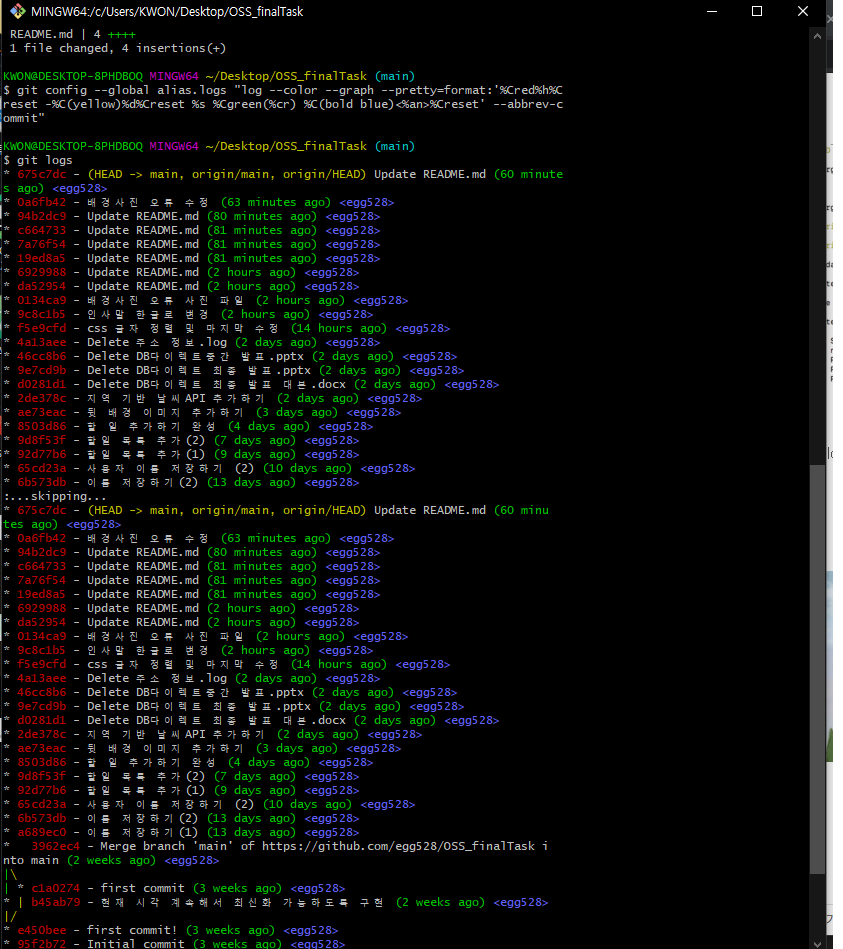 MINGW64:/c/Users/KWON/Desktop/OSS_finalTask
README.md | 4 ++++
1 file changed, 4 insertions(+)
KWON@DESKTOP-8PHDBOQ MINGW64 ~/Desktop/OSS_finalTask (main)
$ git config --global alias.logs "log --color --graph --pretty=format:'%Cred%h%C
reset -%C(yellow)%d%Creset %s %Cgreen(%cr) %C(bold blue)<%an>%Creset' --abbrev-c
ommit"
KWON@DESKTOP-8PHDBOQ MINGW64 ~/Desktop/OSS_finalTask (main)
$ git logs
* 675c7dc - (HEAD -> main, origin/main, origin/HEAD) Update README.md (60 minute
s ago) <egg528>
* 0a6fb42 - 배경사진 오류 수정 (63 minutes ago) <egg528>
* 94b2dc9 - Update README.md (80 minutes ago) <egg528>
* c664733 - Update README.md (81 minutes ago) <egg528>
* 7a76f54 - Update README.md (81 minutes ago) <egg528>
* 19ed8a5 - Update README.md (81 minutes ago) <egg528>
* 6929988 - Update README.md (2 hours ago) <egg528>
* da52954 - Update README.md (2 hours ago) <egg528>
* 0134ca9 - 배경사진 오류 사진 파일 (2 hours ago) <egg528>
* 9c8c1b5 - 인사말 한글로 변경 (2 hours ago) <egg528>
* f5e9cfd - css 글자 정렬 및 마지막 수정 (14 hours ago) <egg528>
* 4a13aee - Delete 주소 정보.log (2 days ago) <egg528>
* 46cc8b6 - Delete DB다이렉트중간 발표.pptx (2 days ago) <egg528>
* 9e7cd9b - Delete DB다이렉트 최종 발표.pptx (2 days ago) <egg528>
* d0281d1 - Delete DB다이렉트 최종 발표 대본.docx (2 days ago) <egg528>
* 2de378c - 지역 기반 날씨API 추가하기 (2 days ago) <egg528>
* ae73eac - 뒷 배경 이미지 추가하기 (3 days ago) <egg528>
* 8503d86 - 할 일 추가하기 완성 (4 days ago) <egg528>
* 9d8f53f - 할일 목록 추가(2) (7 days ago) <egg528>
* 92d77b6 - 할일 목록 추가(1) (9 days ago) <egg528>
* 65cd23a - 사용자 이름 저장하기 (2) (10 days ago) <egg528>
* 6b573db - 이름 저장하기(2) (13 days ago) <egg528>
:...skipping...
* 675c7dc - (HEAD -> main, origin/main, origin/HEAD) Update README.md (60 minu
tes ago) <egg528>
* 0a6fb42 - 배경사진 오류 수정 (63 minutes ago) <egg528>
* 94b2dc9 - Update README.md (80 minutes ago) <egg528>
* c664733 - Update README.md (81 minutes ago) <egg528>
* 7a76f54 - Update README.md (81 minutes ago) <egg528>
* 19ed8a5 - Update README.md (81 minutes ago) <egg528>
* 6929988 - Update README.md (2 hours ago) <egg528>
* da52954 - Update README.md (2 hours ago) <egg528>
* 0134ca9 - 배경사진 오류 사진 파일 (2 hours ago) <egg528>
* 9c8c1b5 - 인사말 한글로 변경 (2 hours ago) <egg528>
* f5e9cfd - css 글자 정렬 및 마지막 수정 (14 hours ago) <egg528>
* 4a13aee - Delete 주소 정보.log (2 days ago) <egg528>
* 46cc8b6 - Delete DB다이렉트중간 발표.pptx (2 days ago) <egg528>
* 9e7cd9b - Delete DB다이렉트 최종 발표.pptx (2 days ago) <egg528>
* d0281d1 - Delete DB다이렉트 최종 발표 대본.docx (2 days ago) <egg528>
* 2de378c - 지역 기반 날씨API 추가하기 (2 days ago) <egg528>
* ae73eac - 뒷 배경 이미지 추가하기 (3 days ago) <egg528>
* 8503d86 - 할 일 추가하기 완성 (4 days ago) <egg528>
* 9d8f53f - 할일 목록 추가(2) (7 days ago) <egg528>
* 92d77b6 - 할일 목록 추가(1) (9 days ago) <egg528>
* 65cd23a - 사용자 이름 저장하기 (2) (10 days ago) <egg528>
* 6b573db - 이름 저장하기(2) (13 days ago) <egg528>
* a689ec0 - 이름 저장하기(1) (13 days ago) <egg528>
*   3962ec4 - Merge branch 'main' of https://github.com/egg528/OSS_finalTask i
nto main (2 weeks ago) <egg528>
|\
| * c1a0274 - first commit (3 weeks ago) <egg528>
* | b45ab79 -현재 시각 계속해서 최신화 가능하도록 구현 (2 weeks ago) <egg528>
|/
* e450bee - first commit! (3 weeks ago) <egg528>
* 95f2b72 - Initial commit (3 weeks ago) <egg528>